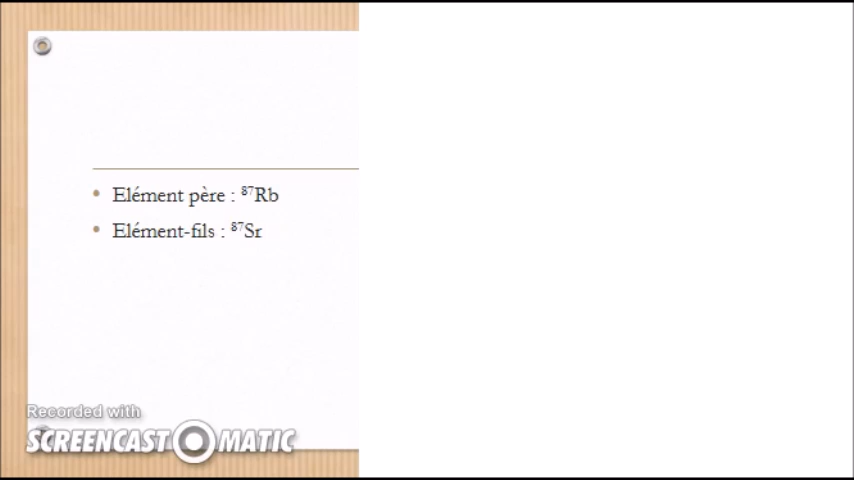 • Elément père : ⁸⁷Rb
• Elément-fils : ⁸⁷Sr
Recorded with
SCREENCAST MATIC